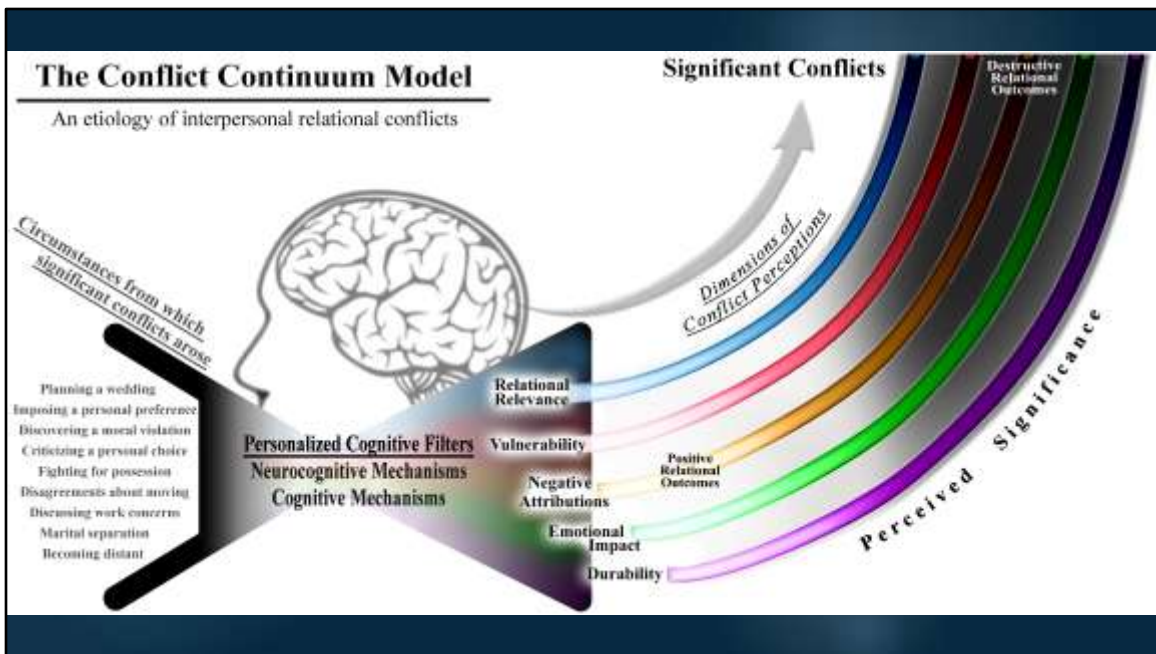 The Conflict Continuum Model
An etiology of interpersonal relational conflicts
Significant Conflicts
Destructive
Relational
Outcomes
Circumstances from which
significant conflicts arose
Dimensions of
Conflict Perceptions
Planning a wedding
Imposing a personal preference
Discovering a moral violation
Criticizing a personal choice
Fighting for possession
Disagreements about moving
Discussing work concerns
Marital separation
Becoming distant
Personalized Cognitive Filters
Neurocognitive Mechanisms
Cognitive Mechanisms
Relational
Relevance
Vulnerability
Negative
Attributions
Emotional
Impact
Durability
Positive
Relational
Outcomes
Perceived Significance